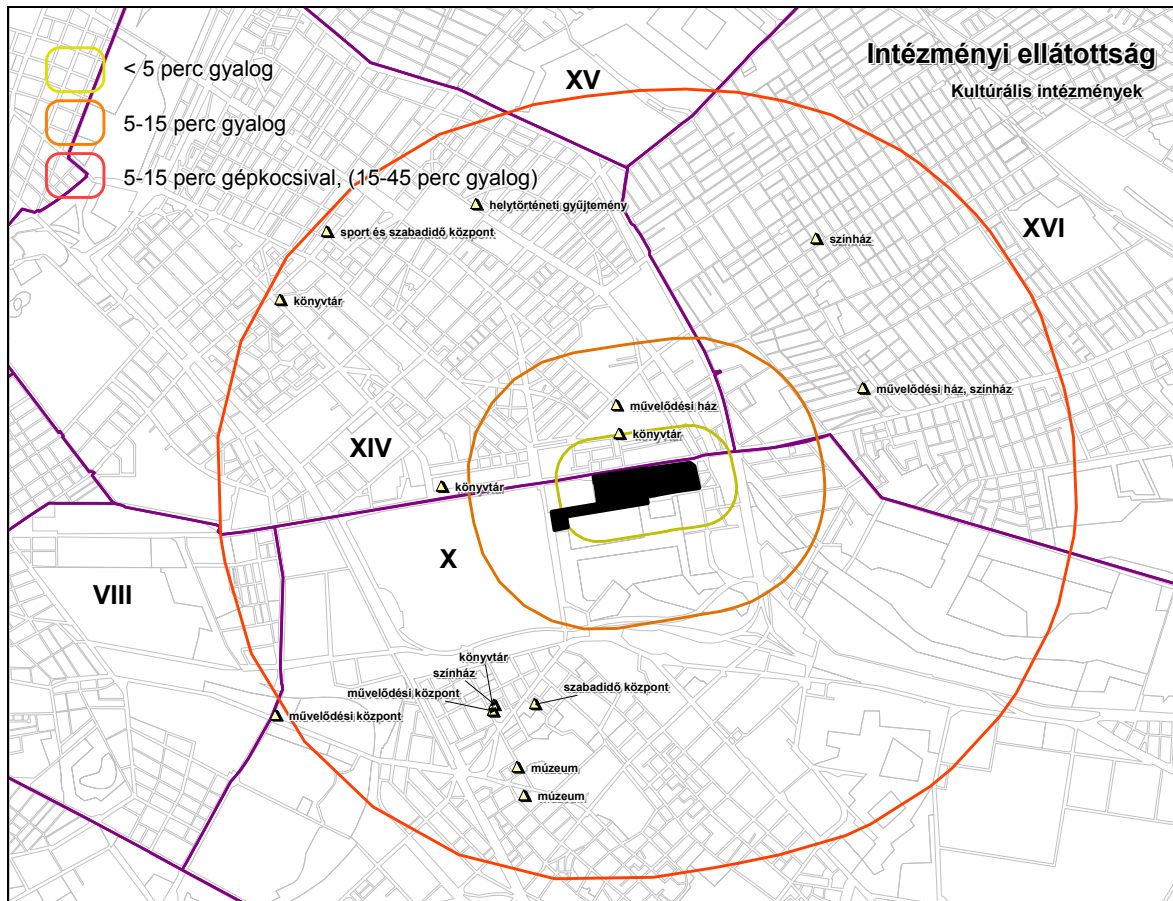 Intézményi ellátottság
Kultúrális intézmények
< 5 perc gyalog
5-15 perc gyalog
5-15 perc gépkocsival, (15-45 perc gyalog)
XV
XVI
helytörténeti gyűjtemény
sport és szabadidő központ
színház
könyvtár
művelődési ház, színház
művelődési ház
könyvtár
XIV
könyvtár
X
VIII
könyvtár
színház
művelődési központ
szabadidő központ
művelődési központ
múzeum
múzeum